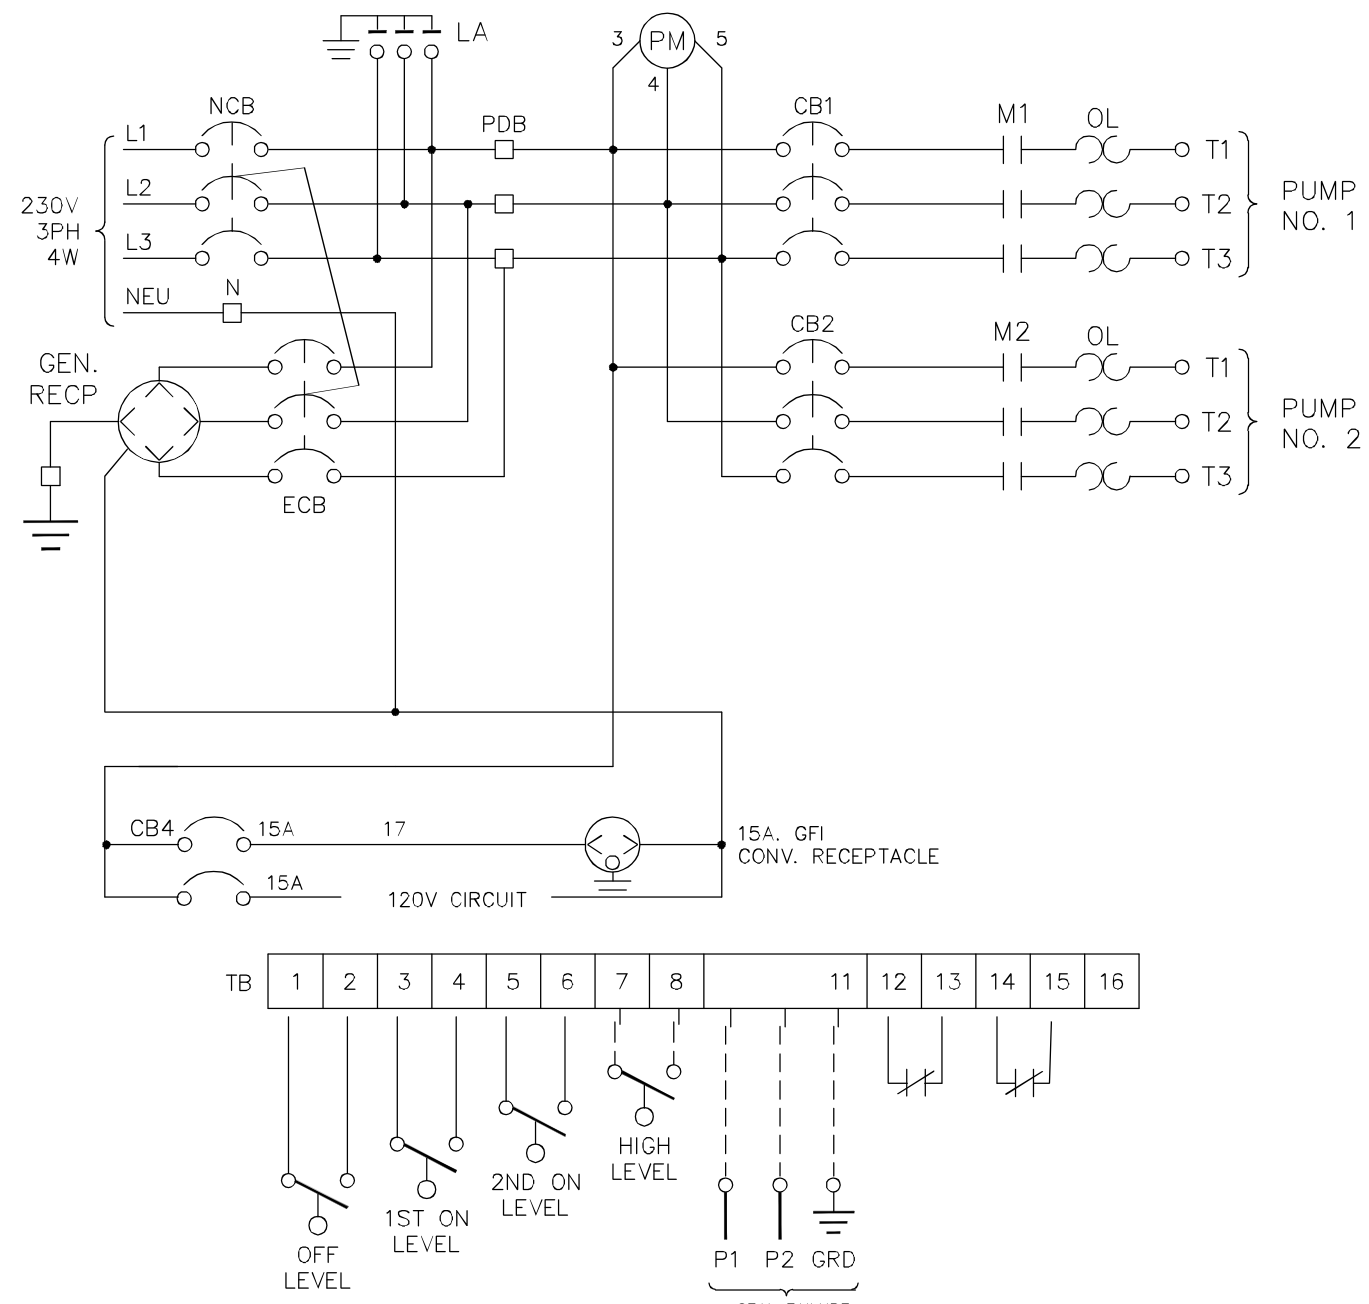 LA
3
PM
5
4
NCB
PDB
CB1
M1
OL
L1
T1
L2
230V
3PH
4W
T2
PUMP
NO. 1
L3
T3
NEU
N
CB2
M2
OL
GEN.
RECP
T1
T2
PUMP
NO. 2
T3
ECB
CB4
15A
17
15A. GFI
CONV. RECEPTACLE
15A
120V CIRCUIT
TB
1 2 3 4 5 6 7 8 11 12 13 14 15 16
HIGH
LEVEL
2ND ON
LEVEL
1ST ON
LEVEL
OFF
LEVEL
P1 P2 GRD